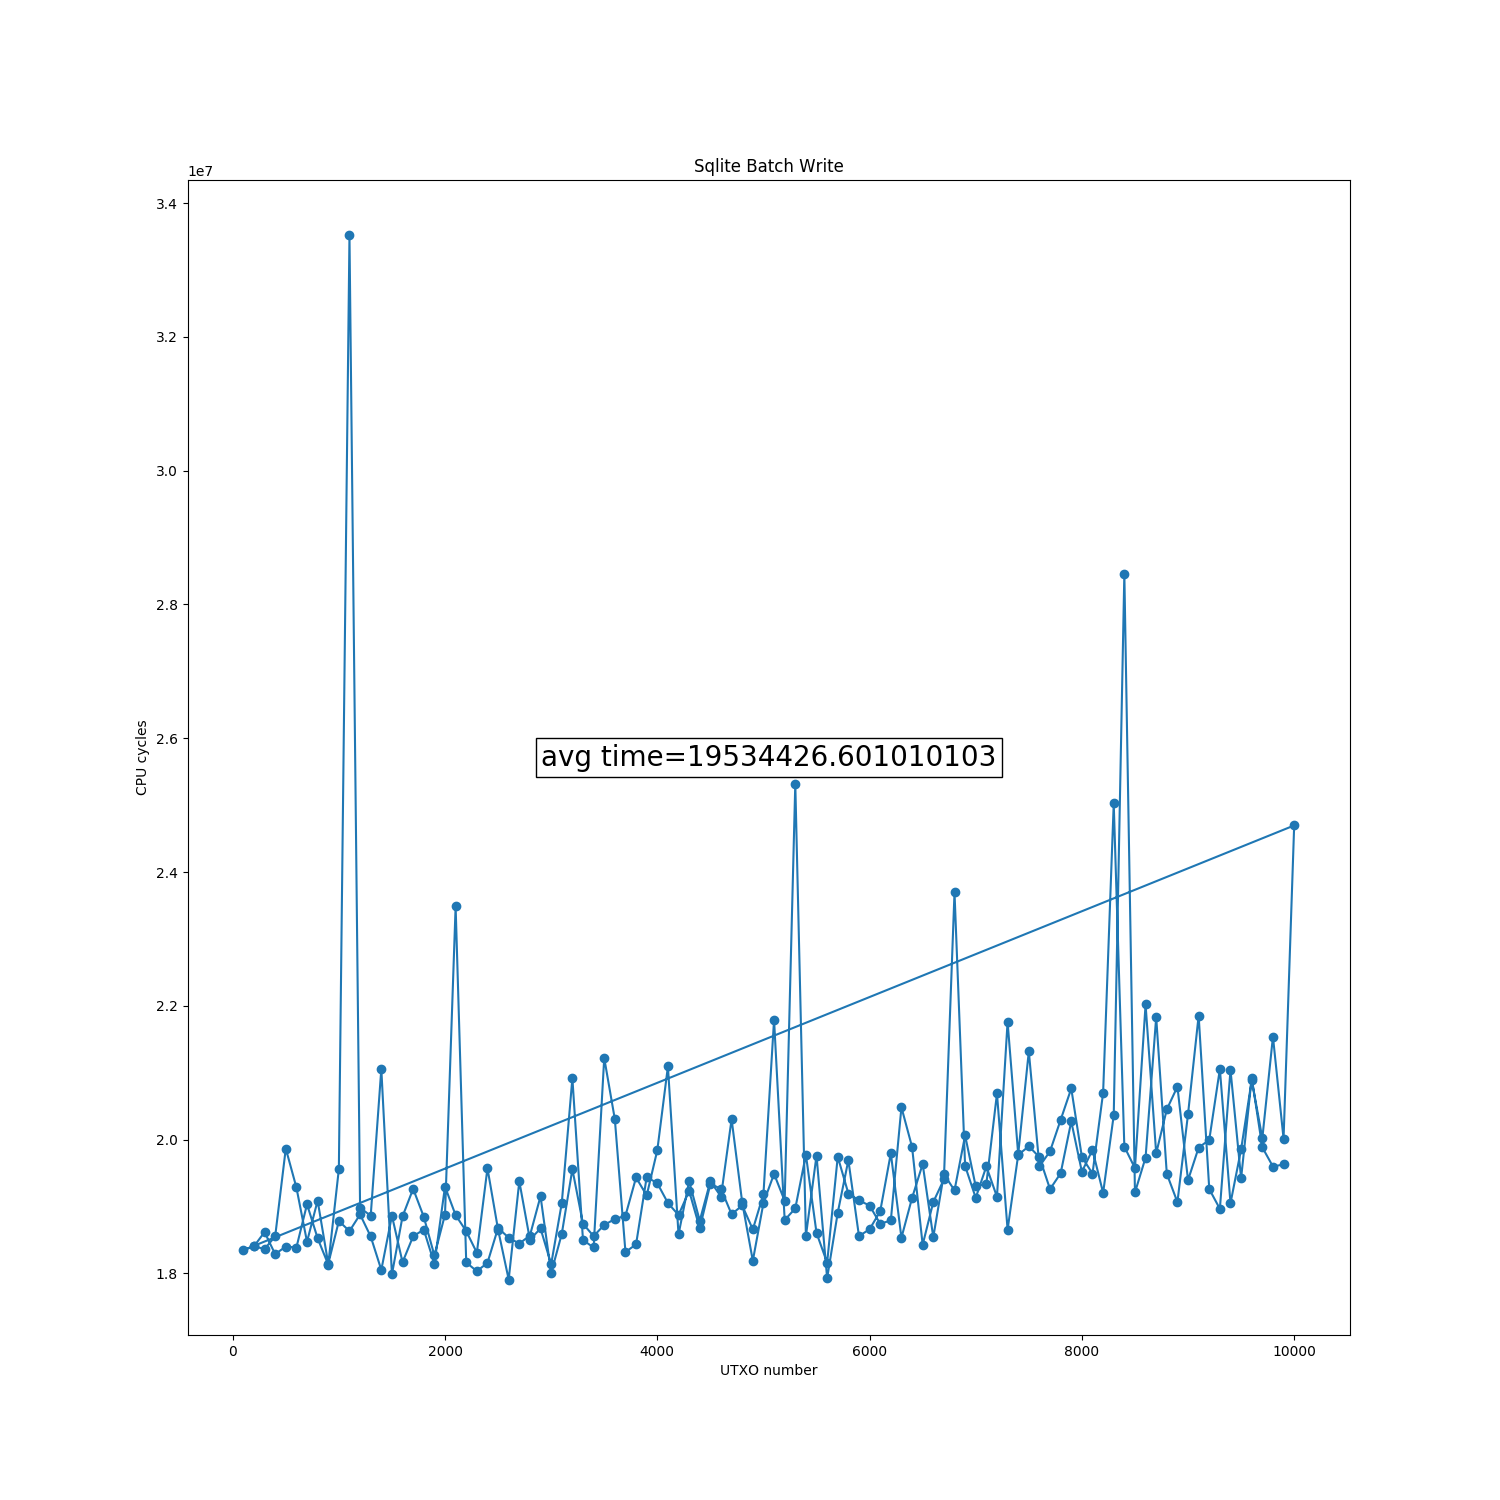 Sqlite Batch Write
1e7
3.4
3.2
3.0
2.8
2.6
2.4
2.2
2.0
1.8
CPU cycles
avg time=19534426.601010103
0 2000 4000 6000 8000 10000
UTXO number